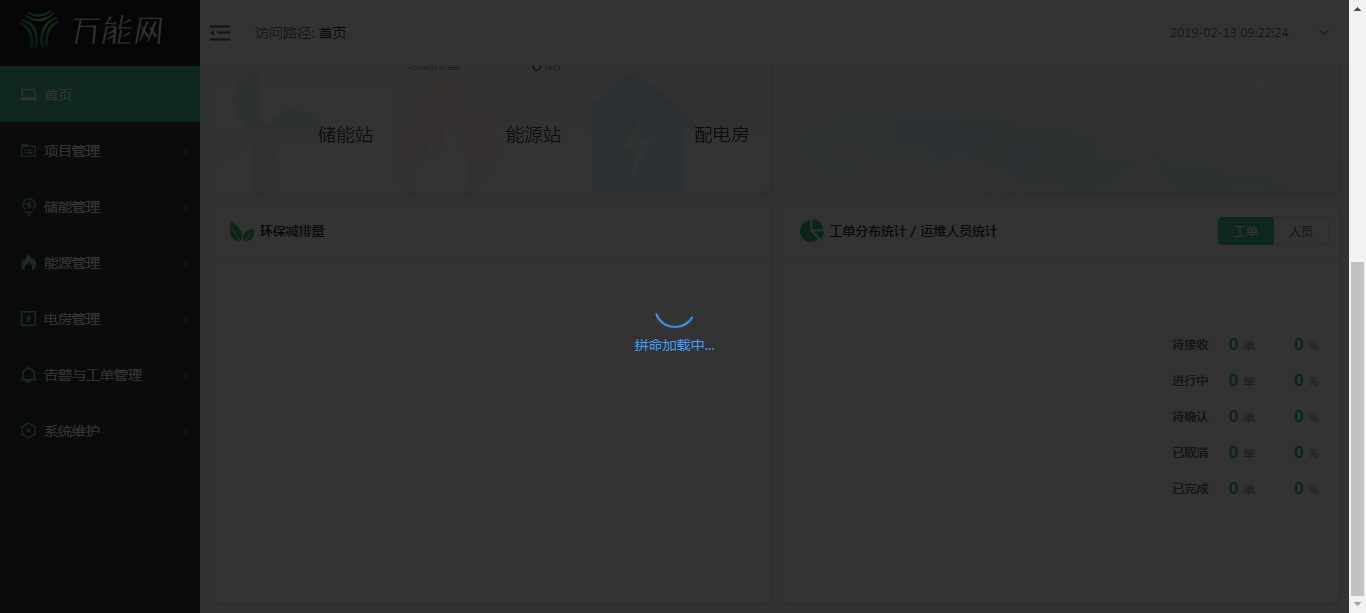 万能网
访问路径: 首页
2019-02-13 09:22:24
首页
项目管理
储能管理
能源管理
电房管理
告警与工单管理
系统维护
储能站
能源站
配电房
环保减排量
工单分布统计 / 运维人员统计
工单
人员
拼命加载中...
待接收 0 单 0 %
进行中 0 单 0 %
待确认 0 单 0 %
已取消 0 单 0 %
已完成 0 单 0 %